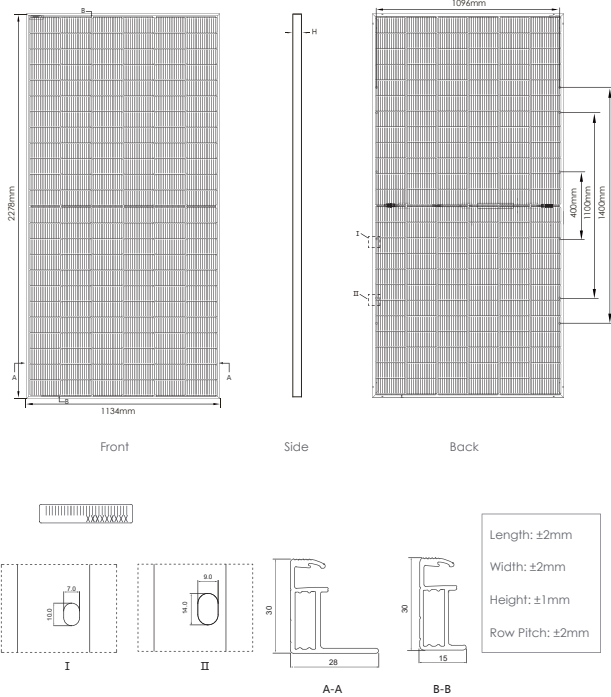 1096mm
B
H
2278mm
400mm
1100mm
1400mm
I
II
A
A
B
1134mm
Front
Side
Back
Length: ±2mm
Width: ±2mm
Height: ±1mm
Row Pitch: ±2mm
7.0
10.0
9.0
14.0
30
28
30
15
I
II
A-A
B-B